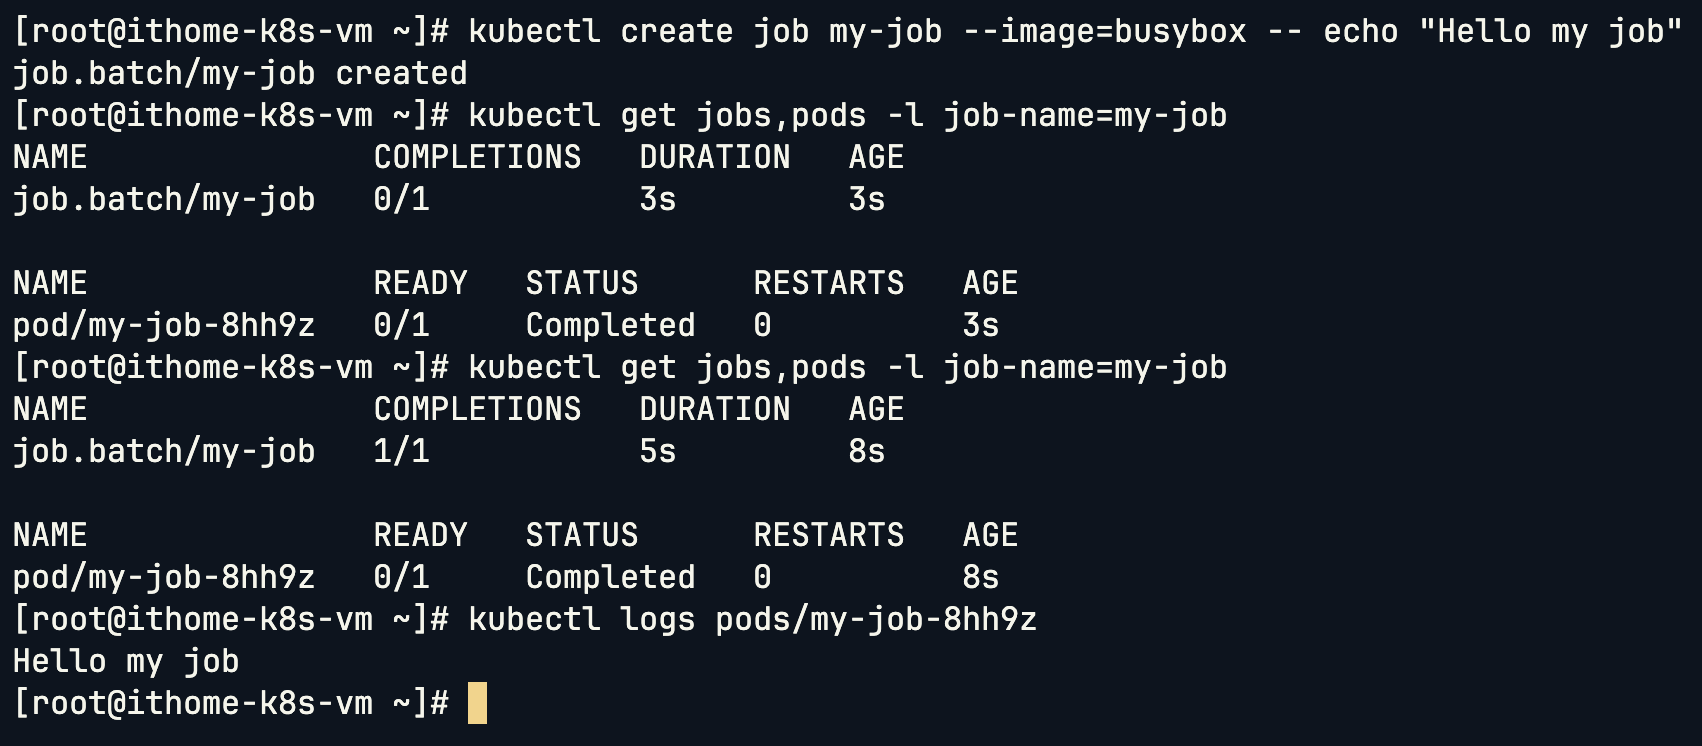 [root@ithome-k8s-vm ~]# kubectl create job my-job --image=busybox -- echo "Hello my job"
job.batch/my-job created
[root@ithome-k8s-vm ~]# kubectl get jobs,pods -l job-name=my-job
NAME               COMPLETIONS   DURATION   AGE
job.batch/my-job   0/1           3s         3s

NAME               READY   STATUS      RESTARTS   AGE
pod/my-job-8hh9z   0/1     Completed   0          3s
[root@ithome-k8s-vm ~]# kubectl get jobs,pods -l job-name=my-job
NAME               COMPLETIONS   DURATION   AGE
job.batch/my-job   1/1           5s         8s

NAME               READY   STATUS      RESTARTS   AGE
pod/my-job-8hh9z   0/1     Completed   0          8s
[root@ithome-k8s-vm ~]# kubectl logs pods/my-job-8hh9z
Hello my job
[root@ithome-k8s-vm ~]#